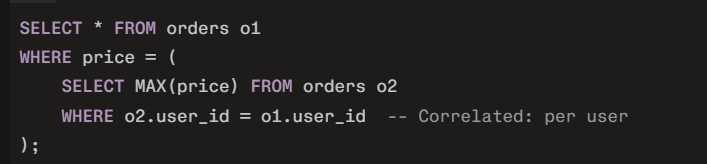 SELECT * FROM orders o1
WHERE price = (
    SELECT MAX(price) FROM orders o2
    WHERE o2.user_id = o1.user_id  -- Correlated: per user
);